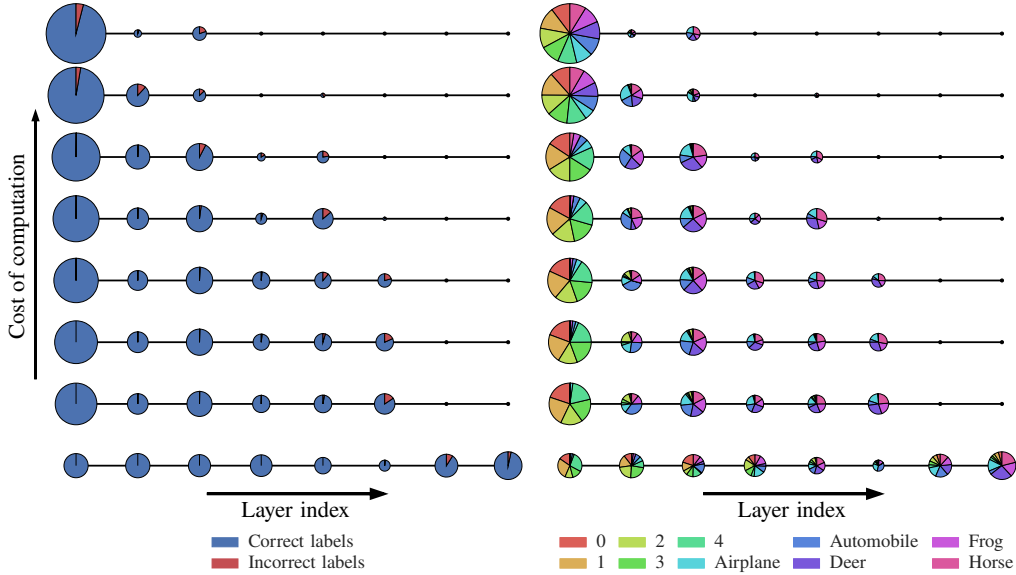 Cost of computation
Layer index
Layer index
Correct labels
Incorrect labels
0 2 4 Automobile Frog
1 3 Airplane Deer Horse